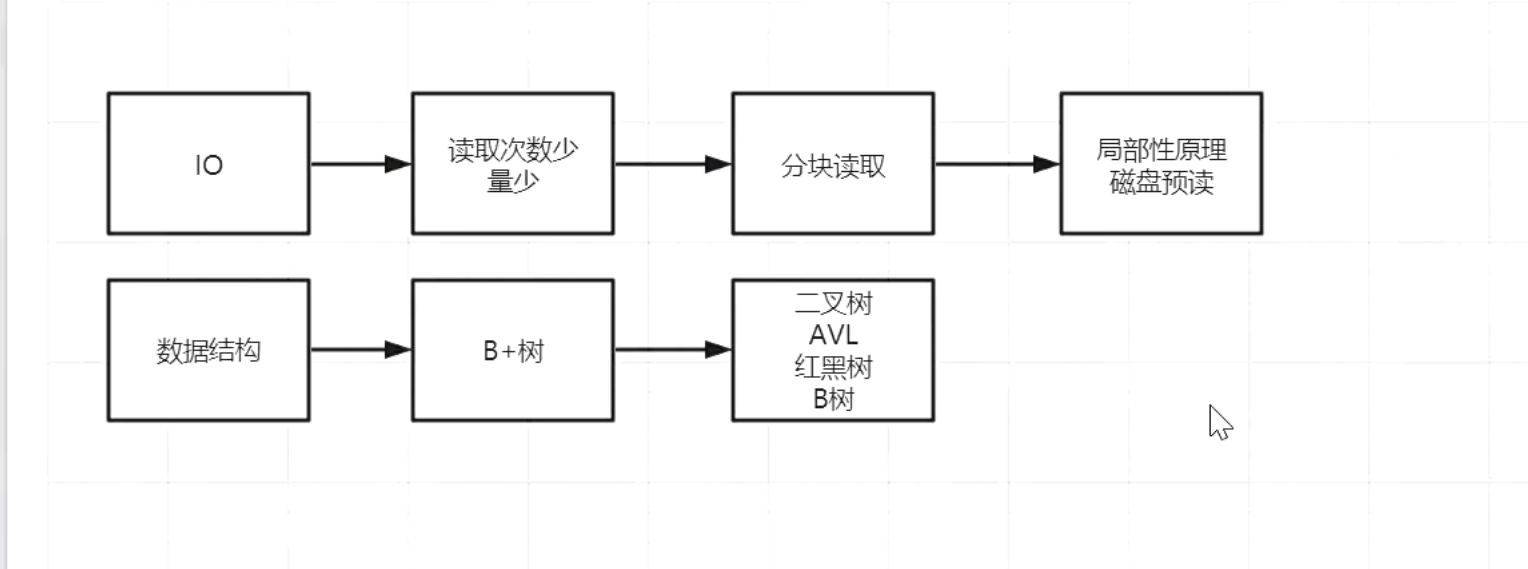 IO
读取次数少
量少
分块读取
局部性原理
磁盘预读
数据结构
B+树
二叉树
AVL
红黑树
B树